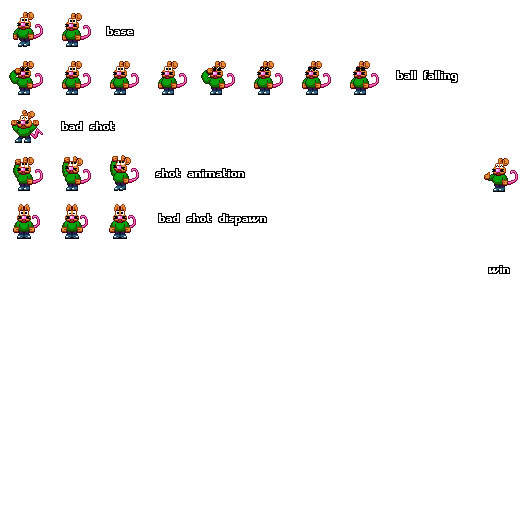 base
ball falling
bad shot
shot animation
bad shot dispawn
win